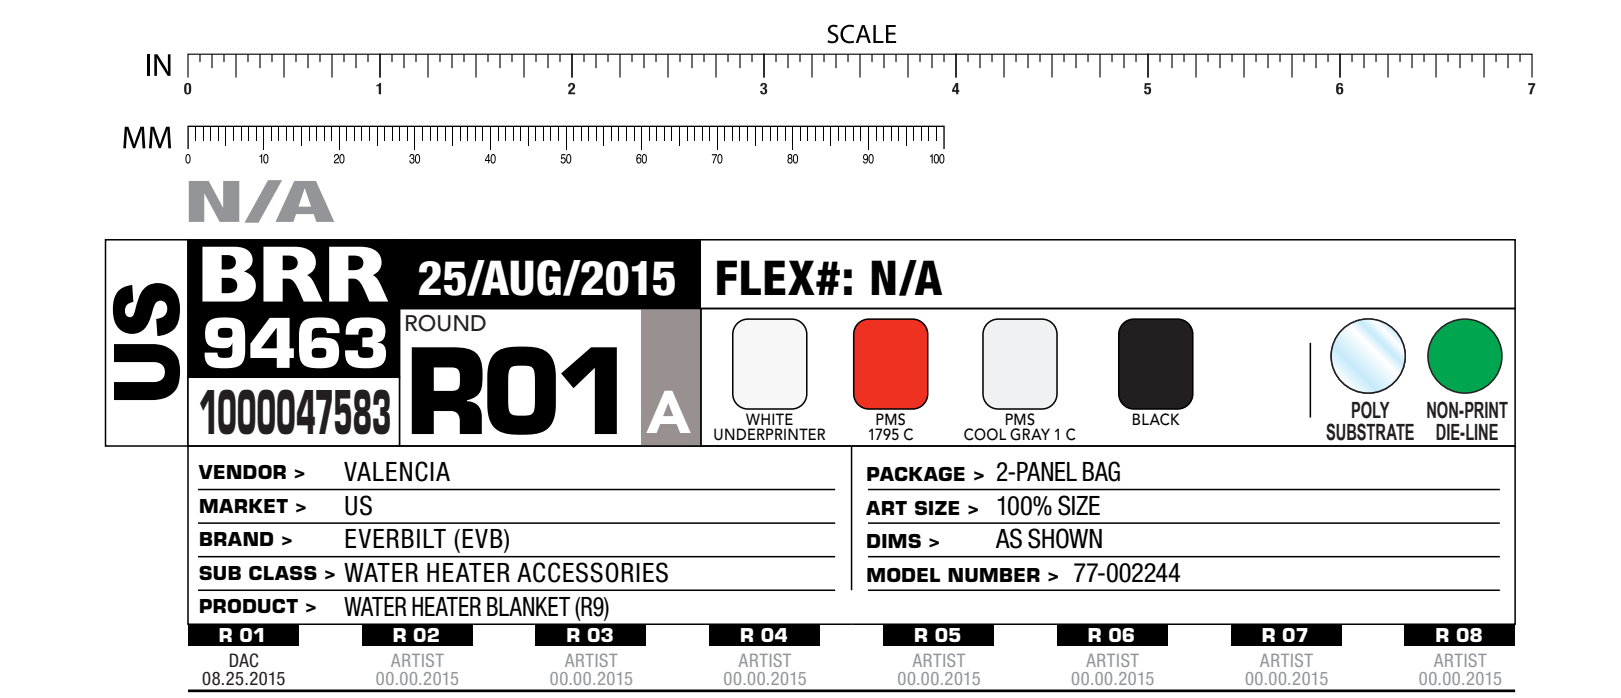 SCALE
IN
0 1 2 3 4 5 6 7
MM
0 10 20 30 40 50 60 70 80 90 100
N/A
US
BRR
9463
1000047583
25/AUG/2015
ROUND
R01
A
FLEX#: N/A
WHITE
UNDERPRINTER
PMS
1795 C
PMS
COOL GRAY 1 C
BLACK
POLY
SUBSTRATE
NON-PRINT
DIE-LINE
VENDOR > VALENCIA
MARKET > US
BRAND > EVERBILT (EVB)
SUB CLASS > WATER HEATER ACCESSORIES
PRODUCT > WATER HEATER BLANKET (R9)
PACKAGE > 2-PANEL BAG
ART SIZE > 100% SIZE
DIMS > AS SHOWN
MODEL NUMBER > 77-002244
R 01 R 02 R 03 R 04 R 05 R 06 R 07 R 08
DAC ARTIST ARTIST ARTIST ARTIST ARTIST ARTIST ARTIST
08.25.2015 00.00.2015 00.00.2015 00.00.2015 00.00.2015 00.00.2015 00.00.2015 00.00.2015